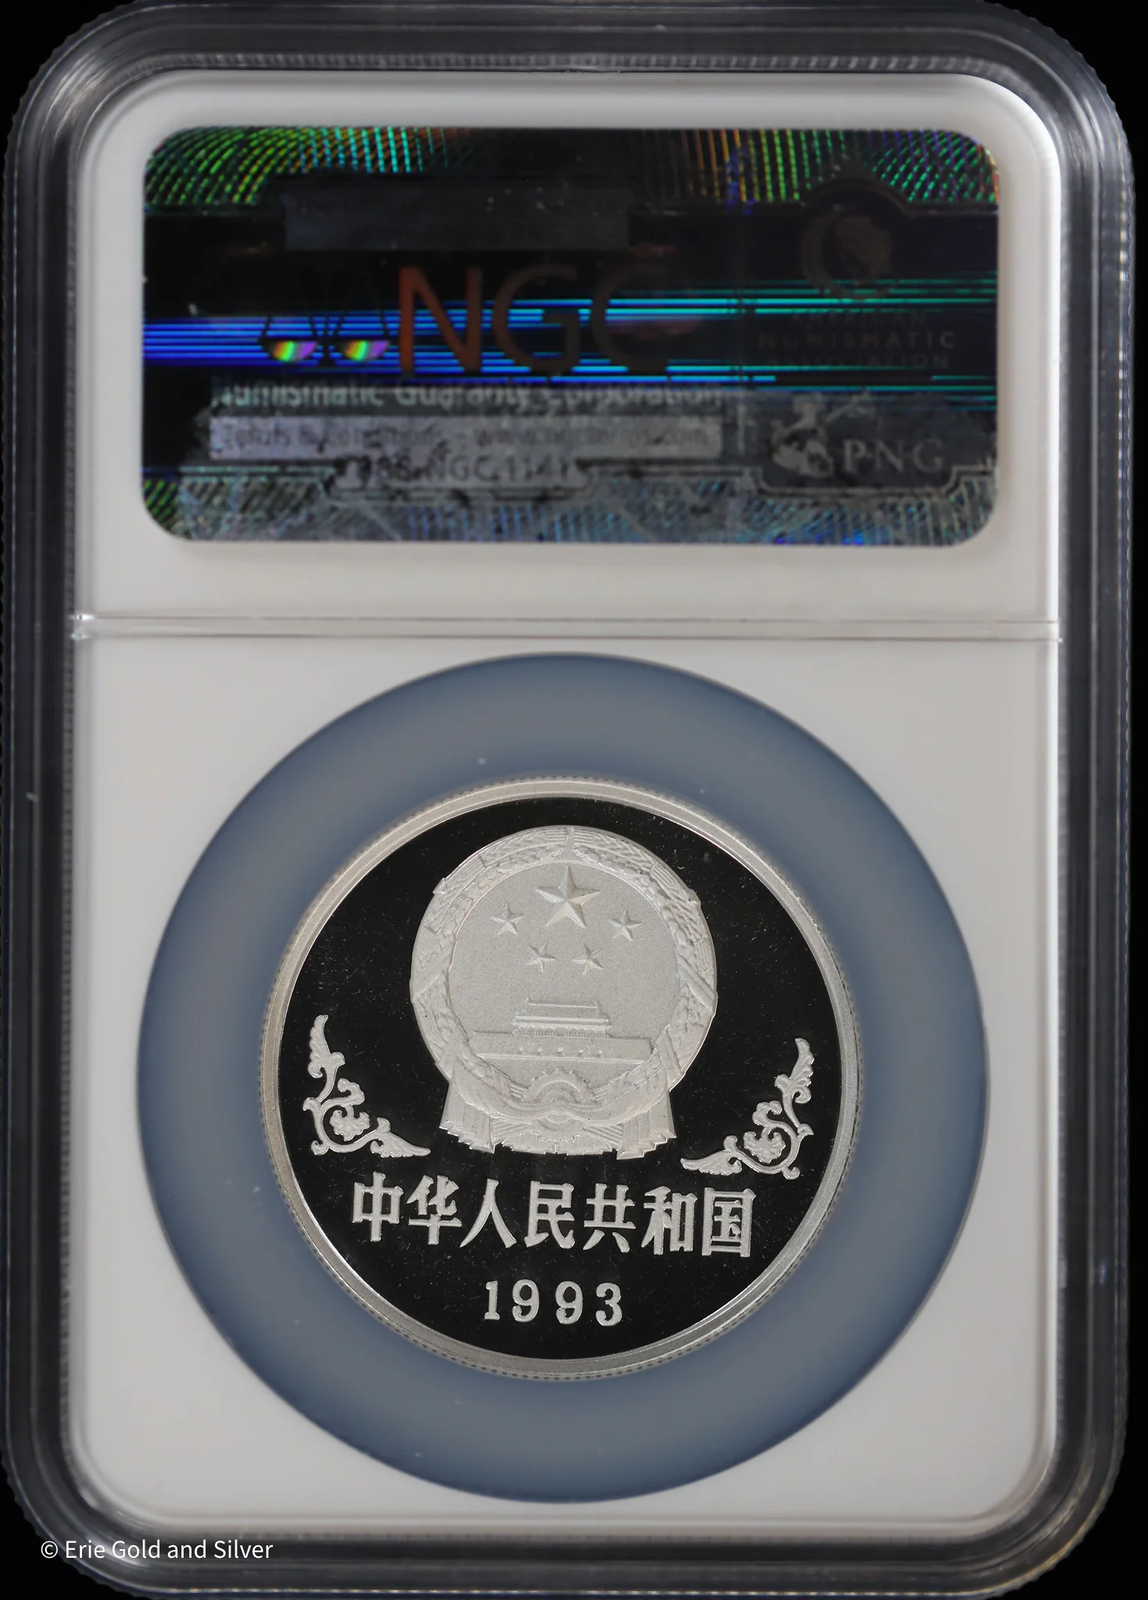 NGC
NUMISMATIC
ASSOCIATION
Numismatic Guaranty Corporation
PNG
中华人民共和国
1993
© Erie Gold and Silver